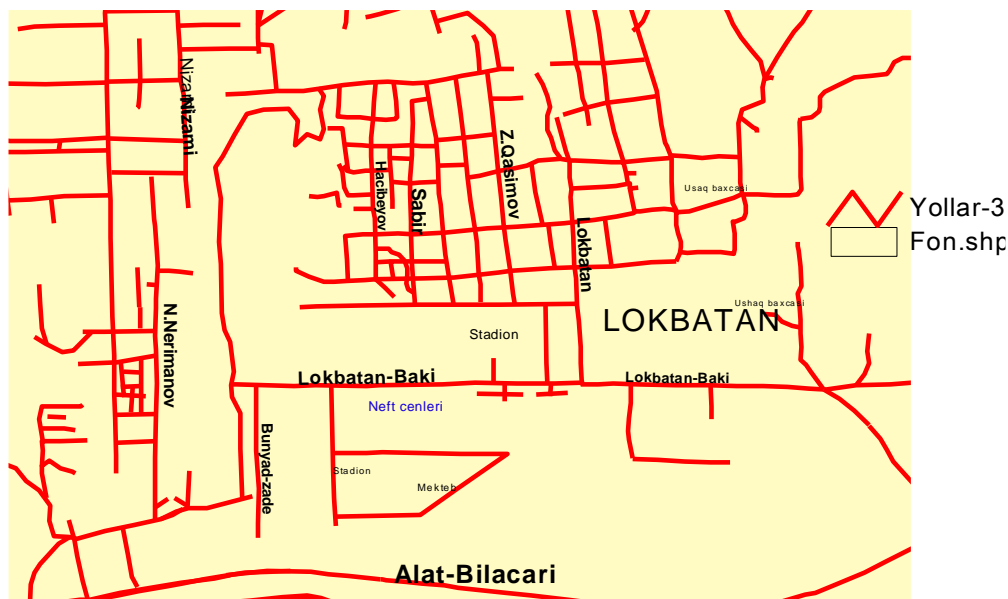 Nizami
Nizami
Z.Qasimov
Hacibeyov
Sabir
Usaq baxcasi
Yollar-3
Fon.shp
Lokbatan
N.Nerimanov
Ushaq baxcasi
LOKBATAN
Stadion
Lokbatan-Baki
Lokbatan-Baki
Neft cenleri
Bunyad-zade
Stadion
Mekteb
Alat-Bilacari